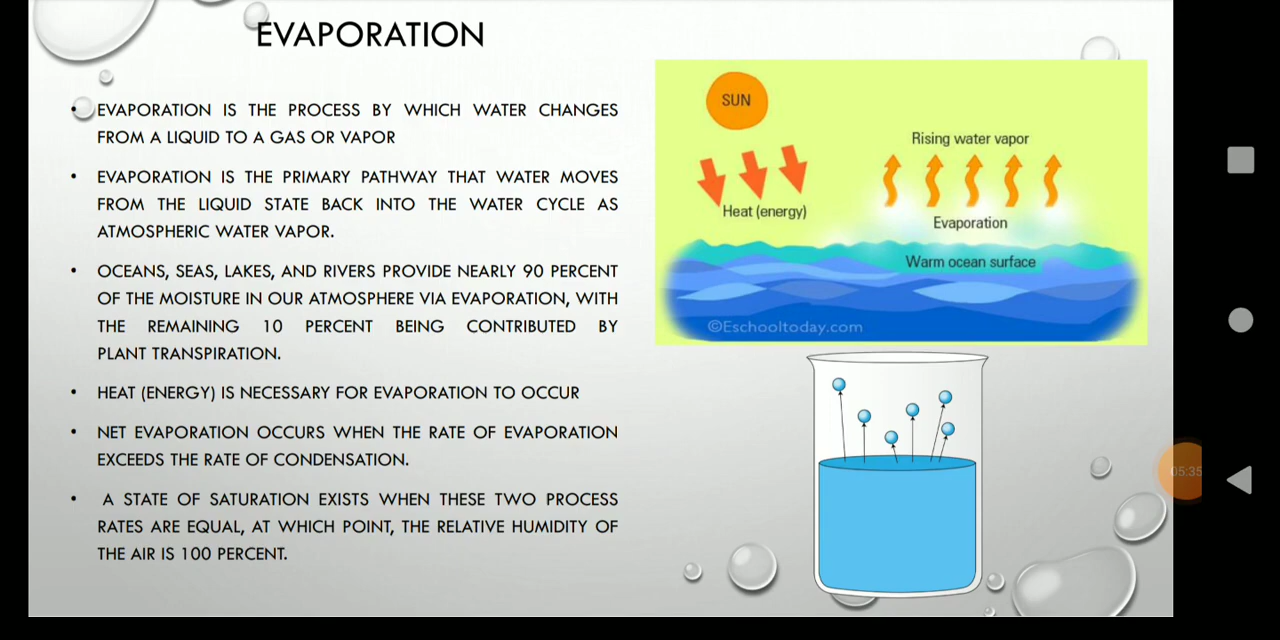 EVAPORATION
• EVAPORATION IS THE PROCESS BY WHICH WATER CHANGES
FROM A LIQUID TO A GAS OR VAPOR
• EVAPORATION IS THE PRIMARY PATHWAY THAT WATER MOVES
FROM THE LIQUID STATE BACK INTO THE WATER CYCLE AS
ATMOSPHERIC WATER VAPOR.
• OCEANS, SEAS, LAKES, AND RIVERS PROVIDE NEARLY 90 PERCENT
OF THE MOISTURE IN OUR ATMOSPHERE VIA EVAPORATION, WITH
THE REMAINING 10 PERCENT BEING CONTRIBUTED BY
PLANT TRANSPIRATION.
• HEAT (ENERGY) IS NECESSARY FOR EVAPORATION TO OCCUR
• NET EVAPORATION OCCURS WHEN THE RATE OF EVAPORATION
EXCEEDS THE RATE OF CONDENSATION.
• A STATE OF SATURATION EXISTS WHEN THESE TWO PROCESS
RATES ARE EQUAL, AT WHICH POINT, THE RELATIVE HUMIDITY OF
THE AIR IS 100 PERCENT.
SUN
Rising water vapor
Heat (energy)
Evaporation
Warm ocean surface
©Eschooltoday.com
05:35